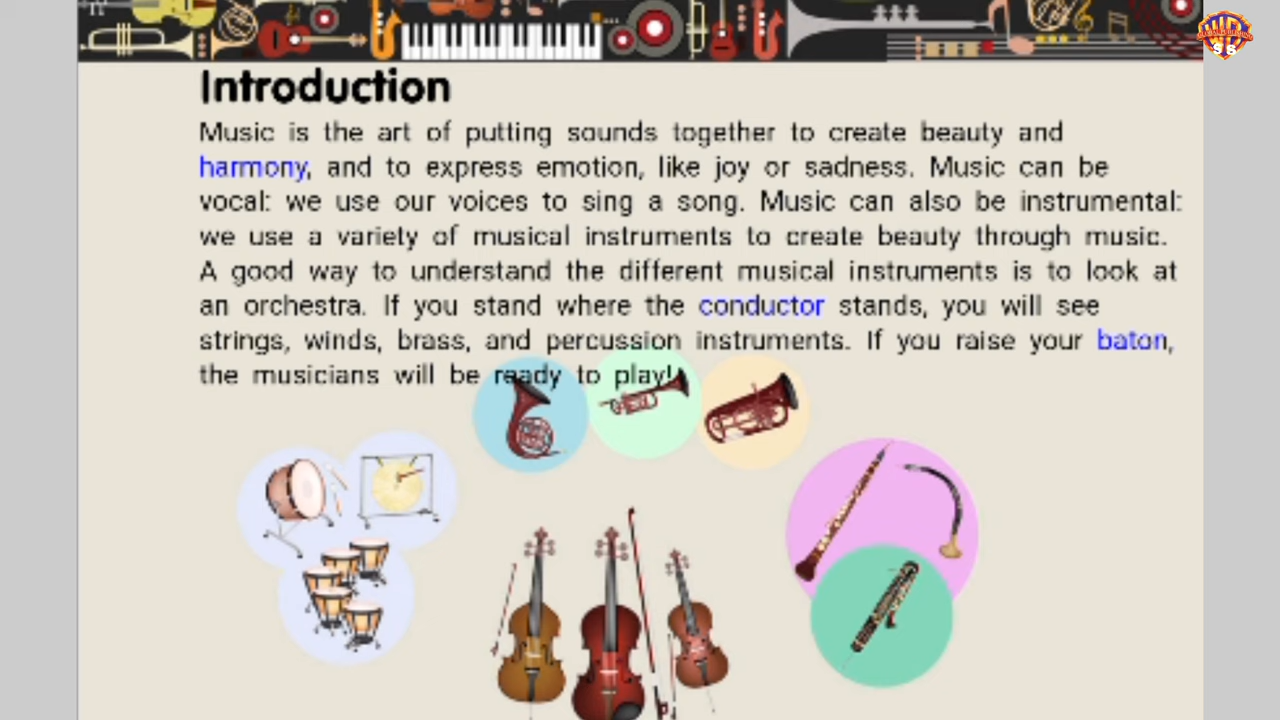 Introduction
Music is the art of putting sounds together to create beauty and
harmony, and to express emotion, like joy or sadness. Music can be
vocal: we use our voices to sing a song. Music can also be instrumental:
we use a variety of musical instruments to create beauty through music.
A good way to understand the different musical instruments is to look at
an orchestra. If you stand where the conductor stands, you will see
strings, winds, brass, and percussion instruments. If you raise your baton,
the musicians will be ready to play!